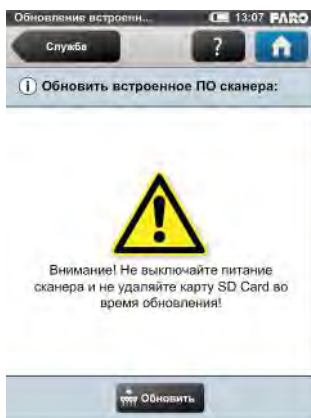 Обновление встроенн... 13:07 FARO
Служба ?
i Обновить встроенное ПО сканера:
Внимание! Не выключайте питание
сканера и не удаляйте карту SD Card во
время обновления!
Обновить